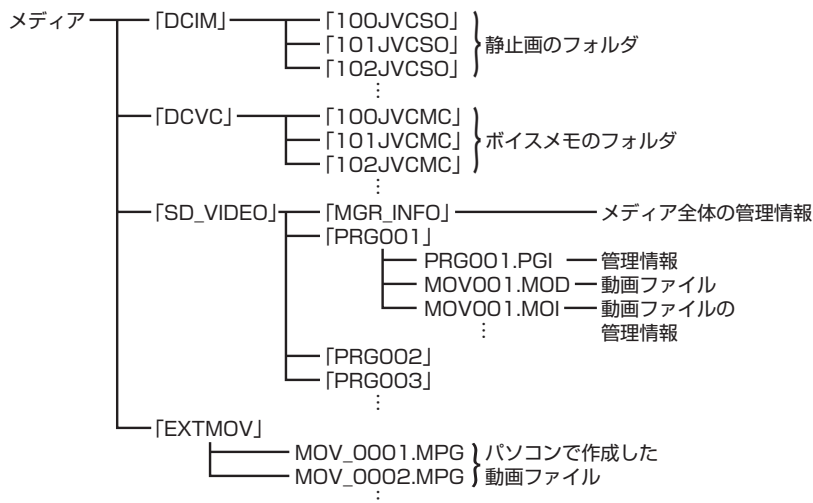 メディア
「DCIM」
「100JVCSO」
「101JVCSO」
「102JVCSO」
静止画のフォルダ
⋮
「DCVC」
「100JVCMC」
「101JVCMC」
「102JVCMC」
ボイスメモのフォルダ
⋮
「SD_VIDEO」
「MGR_INFO」
メディア全体の管理情報
「PRG001」
PRG001.PGI
管理情報
MOV001.MOD
動画ファイル
MOV001.MOI
動画ファイルの
管理情報
⋮
「PRG002」
「PRG003」
⋮
「EXTMOV」
MOV_0001.MPG
MOV_0002.MPG
パソコンで作成した
動画ファイル
⋮